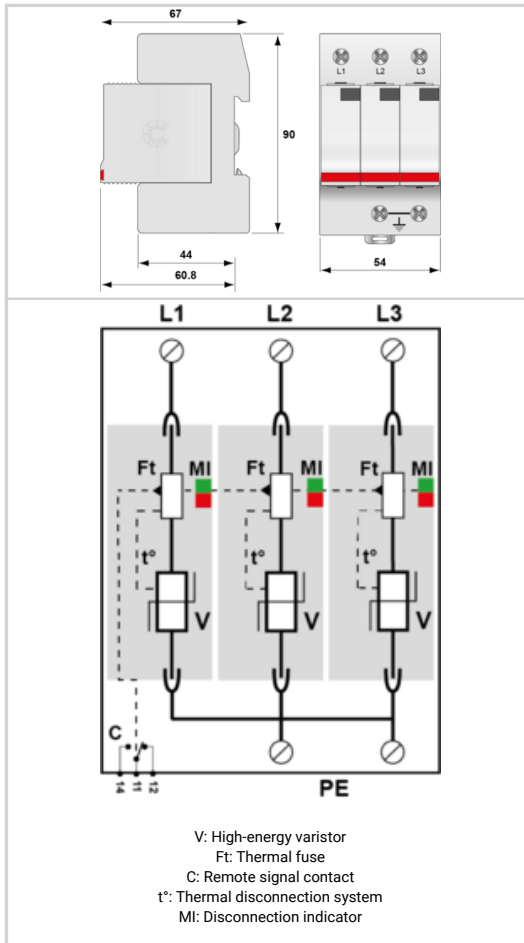 67
L1 L2 L3
90
44
60.8
54
L1 L2 L3
Ft MI Ft MI Ft MI
t° t° t°
V V V
C
14 11 12
PE
V: High-energy varistor
Ft: Thermal fuse
C: Remote signal contact
t°: Thermal disconnection system
MI: Disconnection indicator